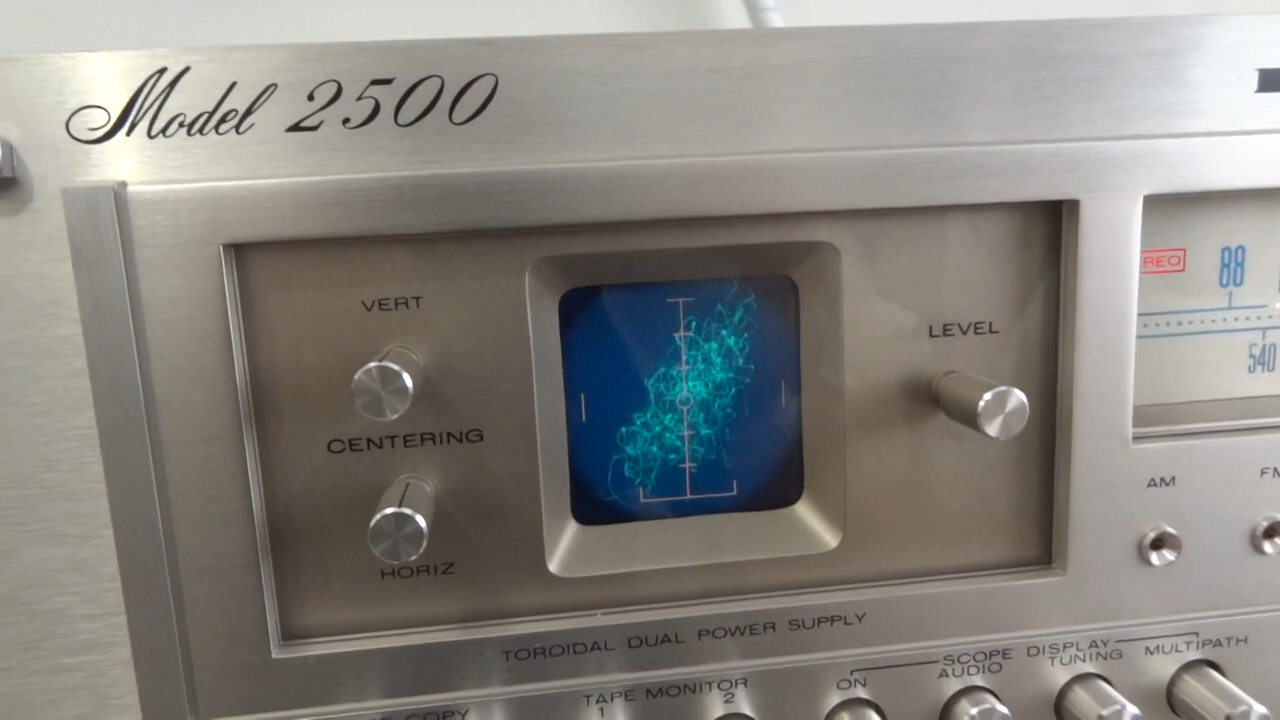 Model 2500
VERT
CENTERING
HORIZ
LEVEL
REO
88
540
AM
FM
TOROIDAL DUAL POWER SUPPLY
SCOPE DISPLAY
ON AUDIO TUNING MULTIPATH
TAPE MONITOR
1 2
COPY